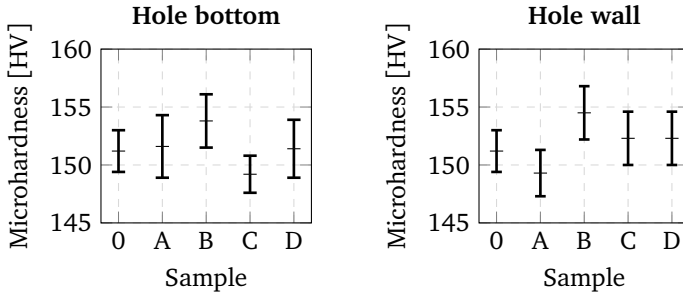 Hole bottom
Microhardness [HV]
160
155
150
145
0 A B C D
Sample
Hole wall
Microhardness [HV]
160
155
150
145
0 A B C D
Sample